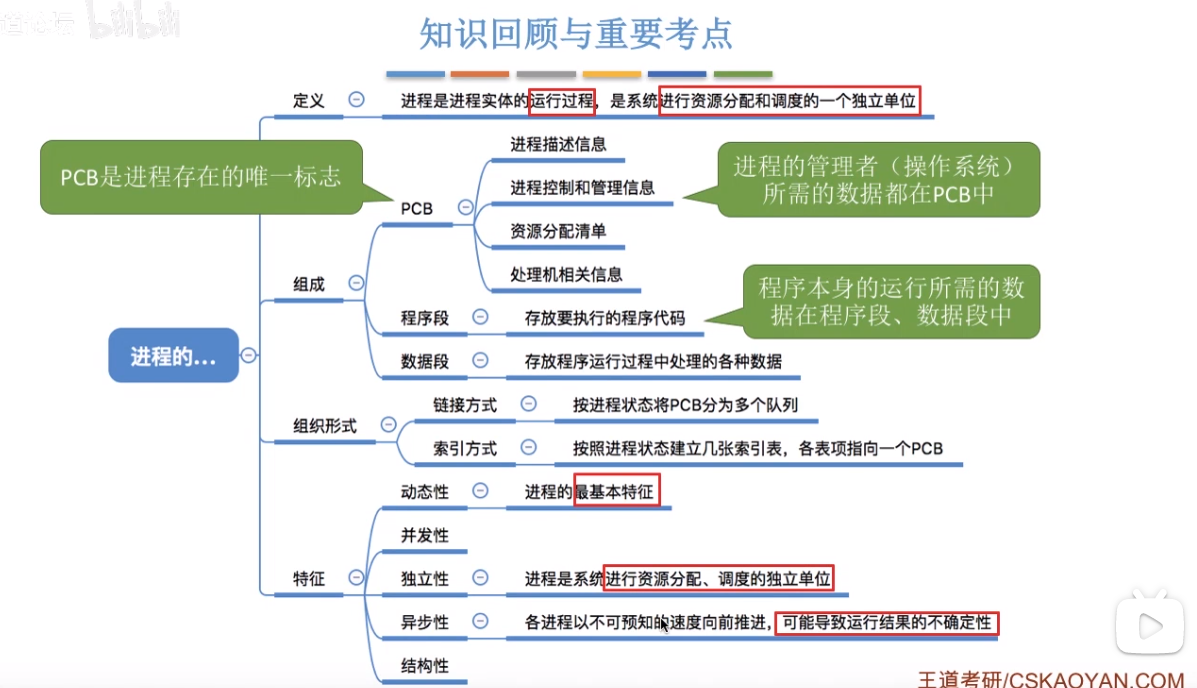 道论坛 bilibili
知识回顾与重要考点
定义
进程是进程实体的运行过程，是系统进行资源分配和调度的一个独立单位
PCB是进程存在的唯一标志
进程描述信息
进程控制和管理信息
进程的管理者（操作系统）
所需的数据都在PCB中
PCB
资源分配清单
处理机相关信息
组成
程序段
存放要执行的程序代码
程序本身的运行所需的数
据在程序段、数据段中
数据段
存放程序运行过程中处理的各种数据
进程的...
组织形式
链接方式
按进程状态将PCB分为多个队列
索引方式
按照进程状态建立几张索引表，各表项指向一个PCB
特征
动态性
进程的最基本特征
并发性
独立性
进程是系统进行资源分配、调度的独立单位
异步性
各进程以不可预知的速度向前推进，可能导致运行结果的不确定性
结构性
王道考研/CSKAOYAN.COM